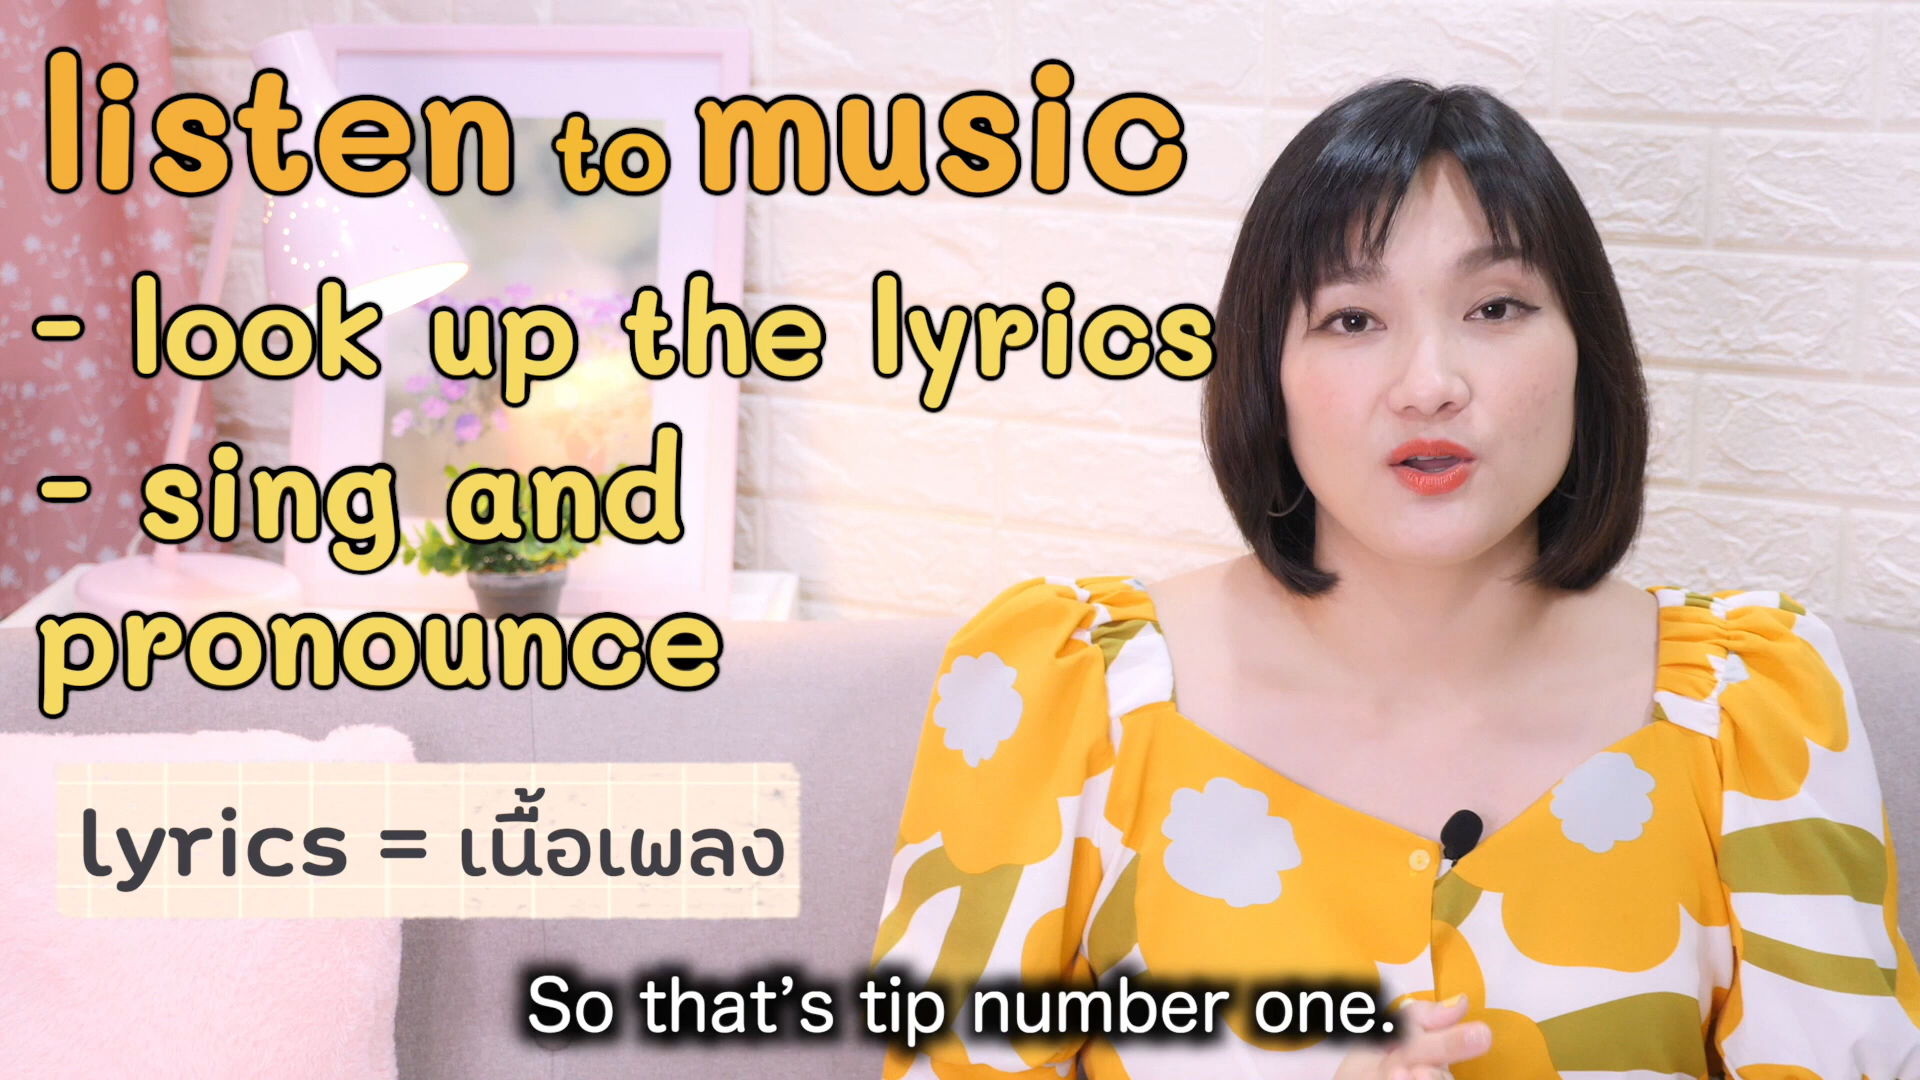 listen to music
- look up the lyrics
- sing and
pronounce
lyrics = เนื้อเพลง
So that's tip number one.